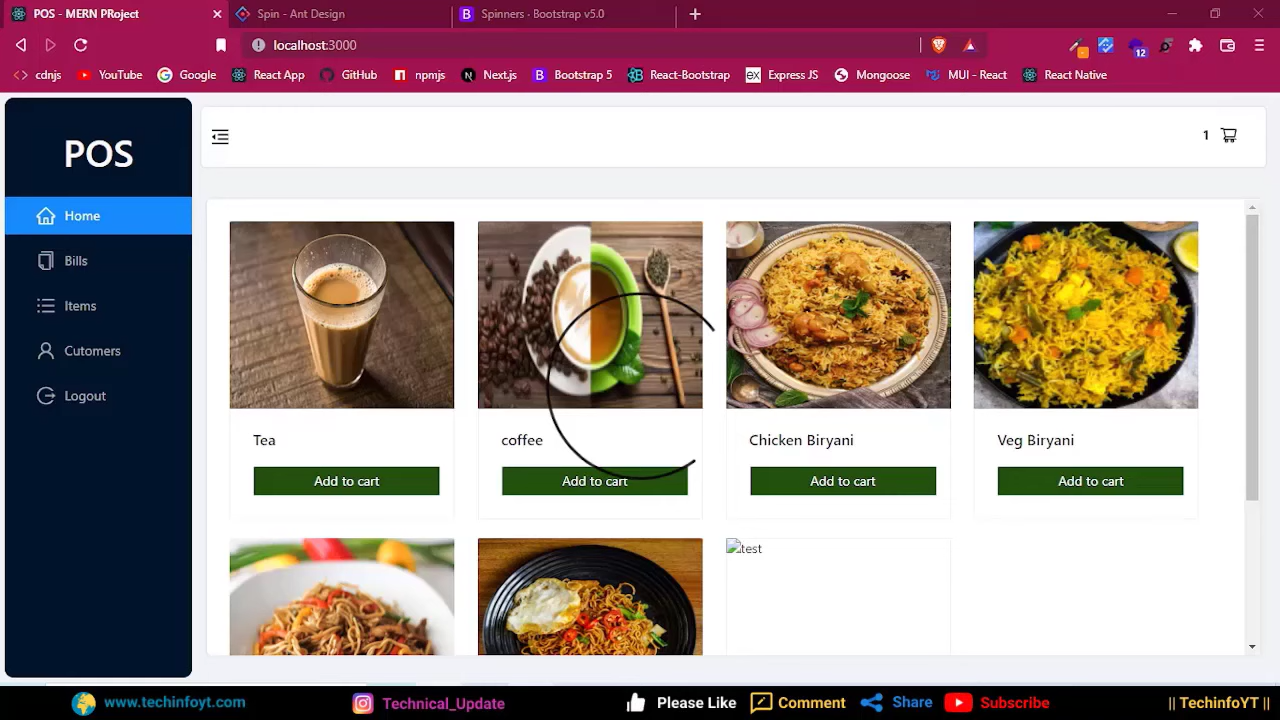 POS - MERN PRoject
Spin - Ant Design
Spinners · Bootstrap v5.0
localhost:3000
12
cdnjs
YouTube
Google
React App
GitHub
npmjs
Next.js
Bootstrap 5
React-Bootstrap
ex Express JS
Mongoose
MUI - React
React Native
POS
Home
Bills
Items
Cutomers
Logout
1
Tea
coffee
Chicken Biryani
Veg Biryani
Add to cart
Add to cart
Add to cart
Add to cart
test
www.techinfoyt.com
Technical_Update
Please Like
Comment
Share
Subscribe
|| TechinfoYT ||